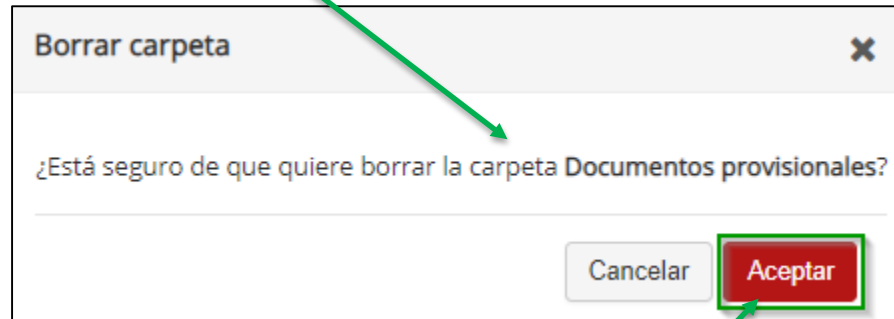 Borrar carpeta
¿Está seguro de que quiere borrar la carpeta Documentos provisionales?
Cancelar Aceptar